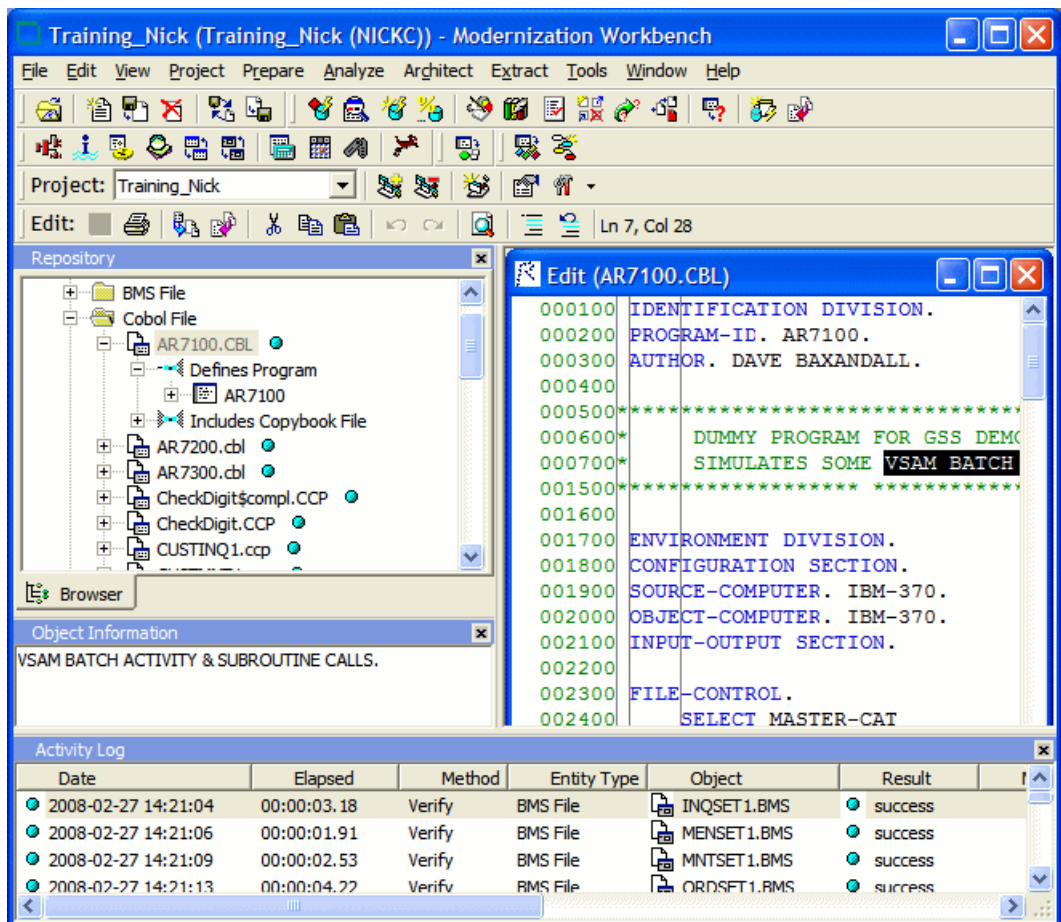 Training_Nick (Training_Nick (NICKC)) - Modernization Workbench
File Edit View Project Prepare Analyze Architect Extract Tools Window Help
Project: Training_Nick
Edit: Ln 7, Col 28
Repository
BMS File
Cobol File
AR7100.CBL
Defines Program
AR7100
Includes Copybook File
AR7200.cbl
AR7300.cbl
CheckDigit$compl.CCP
CheckDigit.CCP
CUSTINQ1.ccp
Browser
Object Information
VSAM BATCH ACTIVITY & SUBROUTINE CALLS.
Edit (AR7100.CBL)
000100 IDENTIFICATION DIVISION.
000200 PROGRAM-ID. AR7100.
000300 AUTHOR. DAVE BAXANDALL.
000400
000500***********************************
000600* DUMMY PROGRAM FOR GSS DEMO
000700* SIMULATES SOME VSAM BATCH
001500******************** *************
001600
001700 ENVIRONMENT DIVISION.
001800 CONFIGURATION SECTION.
001900 SOURCE-COMPUTER. IBM-370.
002000 OBJECT-COMPUTER. IBM-370.
002100 INPUT-OUTPUT SECTION.
002200
002300 FILE-CONTROL.
002400 SELECT MASTER-CAT
Activity Log
Date Elapsed Method Entity Type Object Result
2008-02-27 14:21:04 00:00:03.18 Verify BMS File INQSET1.BMS success
2008-02-27 14:21:06 00:00:01.91 Verify BMS File MENSET1.BMS success
2008-02-27 14:21:09 00:00:02.53 Verify BMS File MNTSET1.BMS success
2008-02-27 14:21:13 00:00:04.22 Verify BMS File ORDSET1.BMS success